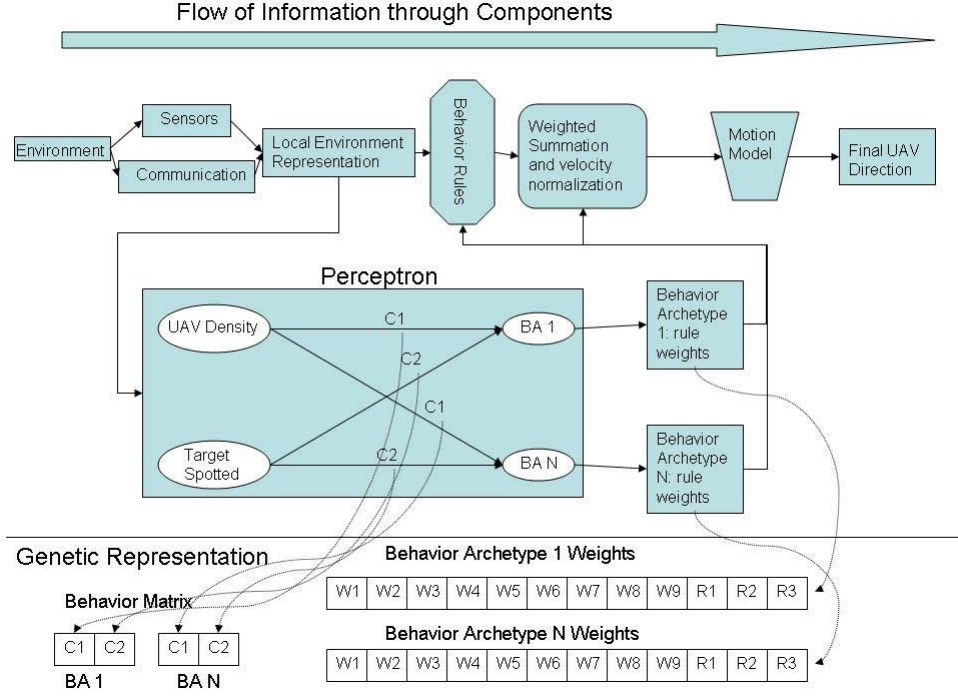 Flow of Information through Components
Sensors
Environment
Communication
Local Environment
Representation
Behavior Rules
Weighted
Summation
and velocity
normalization
Motion
Model
Final UAV
Direction
Perceptron
UAV Density
C1
BA 1
C2
C1
Target
Spotted
C2
BA N
Behavior
Archetype
1: rule
weights
Behavior
Archetype
N: rule
weights
Genetic Representation
Behavior Archetype 1 Weights
W1 W2 W3 W4 W5 W6 W7 W8 W9 R1 R2 R3
Behavior Matrix
C1 C2
C1 C2
BA 1
BA N
Behavior Archetype N Weights
W1 W2 W3 W4 W5 W6 W7 W8 W9 R1 R2 R3